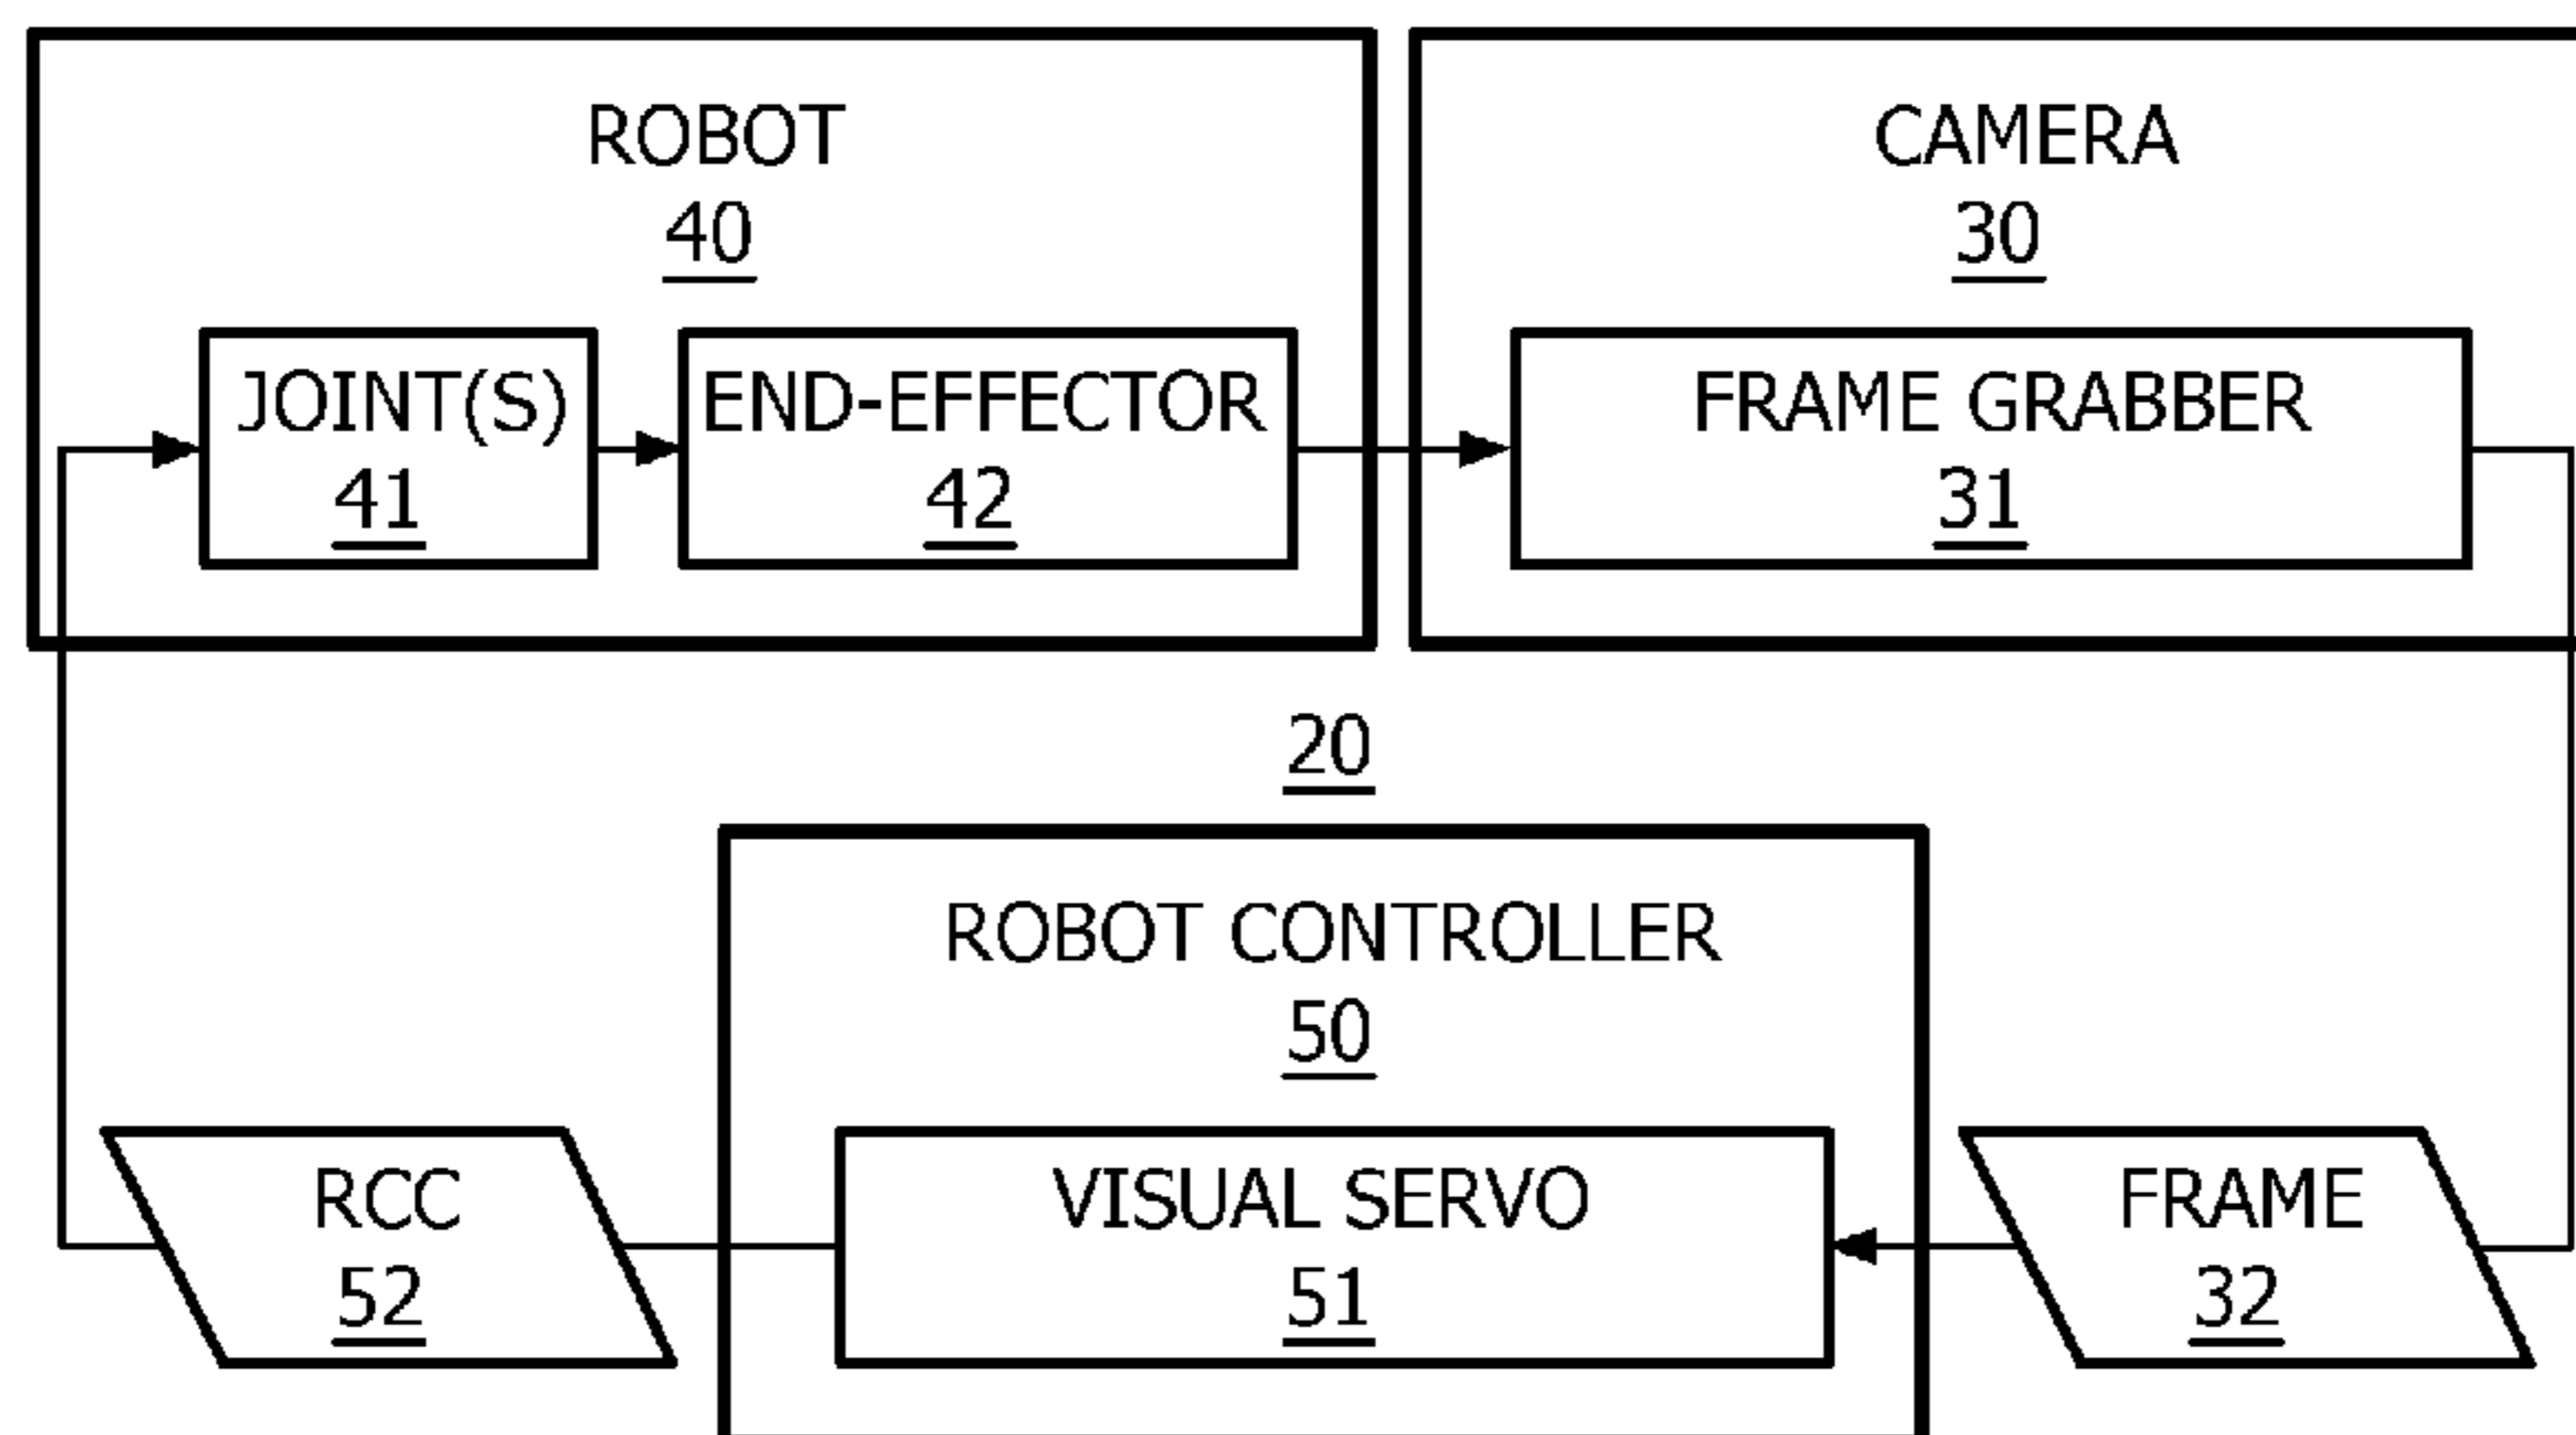 ROBOT
40
CAMERA
30
JOINT(S)
41
END-EFFECTOR
42
FRAME GRABBER
31
20
ROBOT CONTROLLER
50
RCC
52
VISUAL SERVO
51
FRAME
32